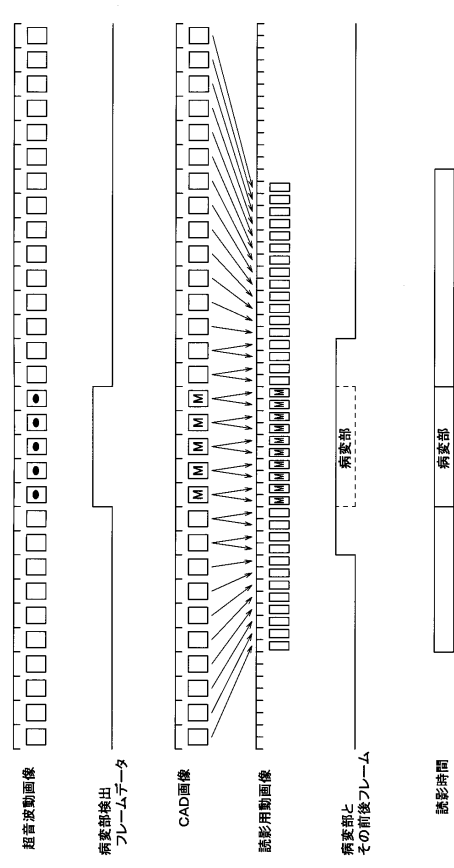 超音波動画像
病変部検出
フレームデータ
CAD画像
M M M M M
読影用動画像
M M M M M M M M M M
病変部と
その前後フレーム
病変部
読影時間
病変部